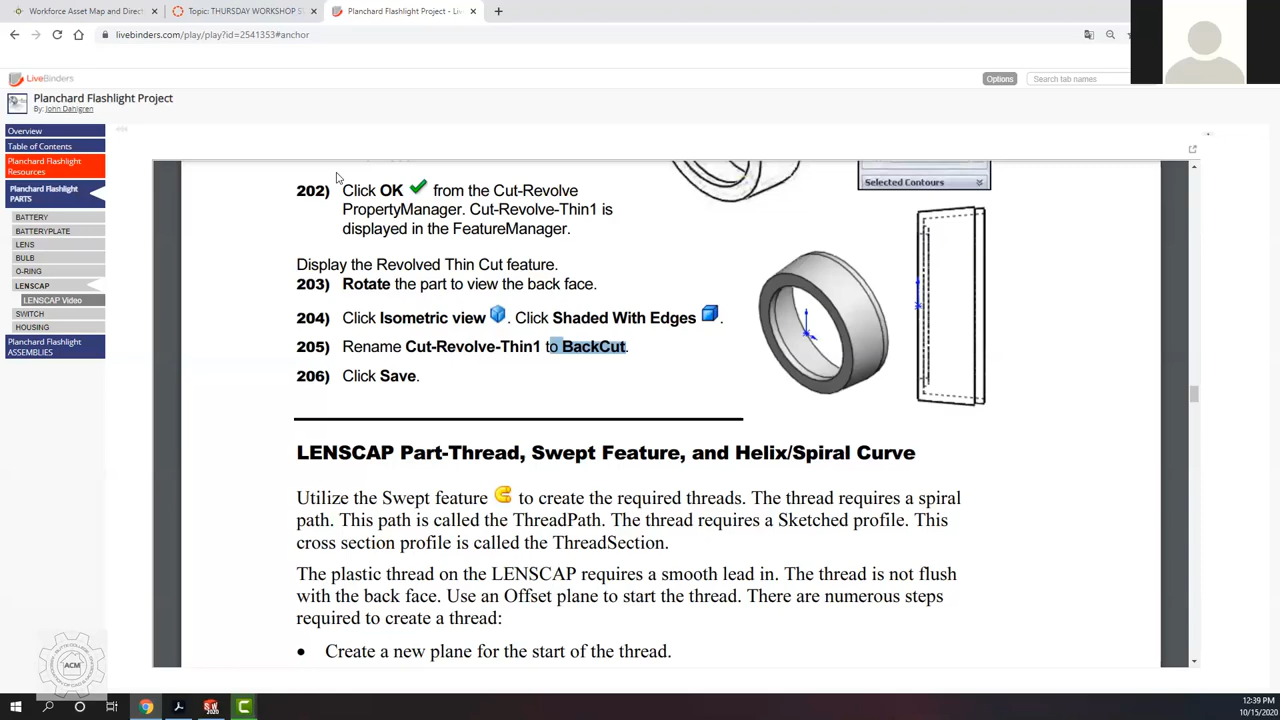 Workforce Asset Map and Direct
Topic: THURSDAY WORKSHOP S
Planchard Flashlight Project - Liv
livebinders.com/play/play?id=2541353#anchor
LiveBinders
Options
Search tab names
Planchard Flashlight Project
By: John Dahlgren
Overview
Table of Contents
Planchard Flashlight
Resources
Planchard Flashlight
PARTS
BATTERY
BATTERYPLATE
LENS
BULB
O-RING
LENSCAP
LENSCAP Video
SWITCH
HOUSING
Planchard Flashlight
ASSEMBLIES
Selected Contours
202) Click OK from the Cut-Revolve
PropertyManager. Cut-Revolve-Thin1 is
displayed in the FeatureManager.
Display the Revolved Thin Cut feature.
203) Rotate the part to view the back face.
204) Click Isometric view. Click Shaded With Edges.
205) Rename Cut-Revolve-Thin1 to BackCut.
206) Click Save.
LENSCAP Part-Thread, Swept Feature, and Helix/Spiral Curve
Utilize the Swept feature to create the required threads. The thread requires a spiral
path. This path is called the ThreadPath. The thread requires a Sketched profile. This
cross section profile is called the ThreadSection.
The plastic thread on the LENSCAP requires a smooth lead in. The thread is not flush
with the back face. Use an Offset plane to start the thread. There are numerous steps
required to create a thread:
• Create a new plane for the start of the thread.
ACM
12:39 PM
10/15/2020